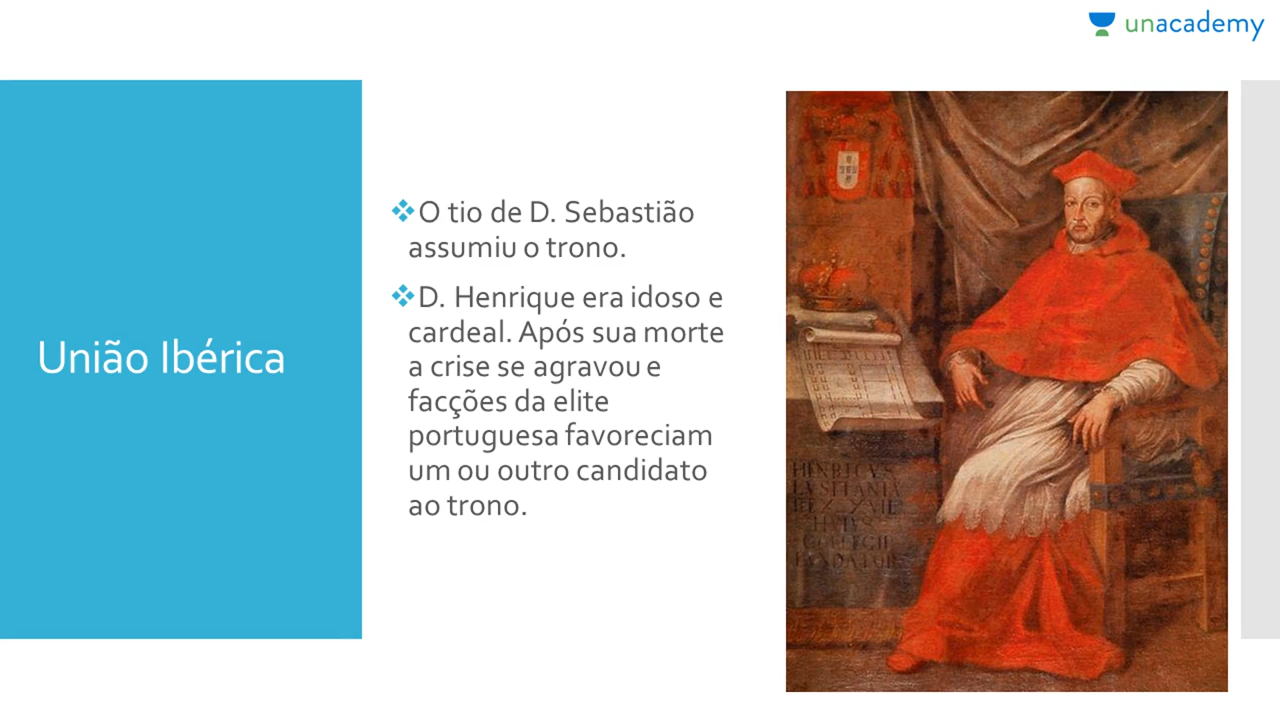 unacademy
União Ibérica
❖O tio de D. Sebastião
assumiu o trono.
❖D. Henrique era idoso e
cardeal. Após sua morte
a crise se agravou e
facções da elite
portuguesa favoreciam
um ou outro candidato
ao trono.
HENRICVS